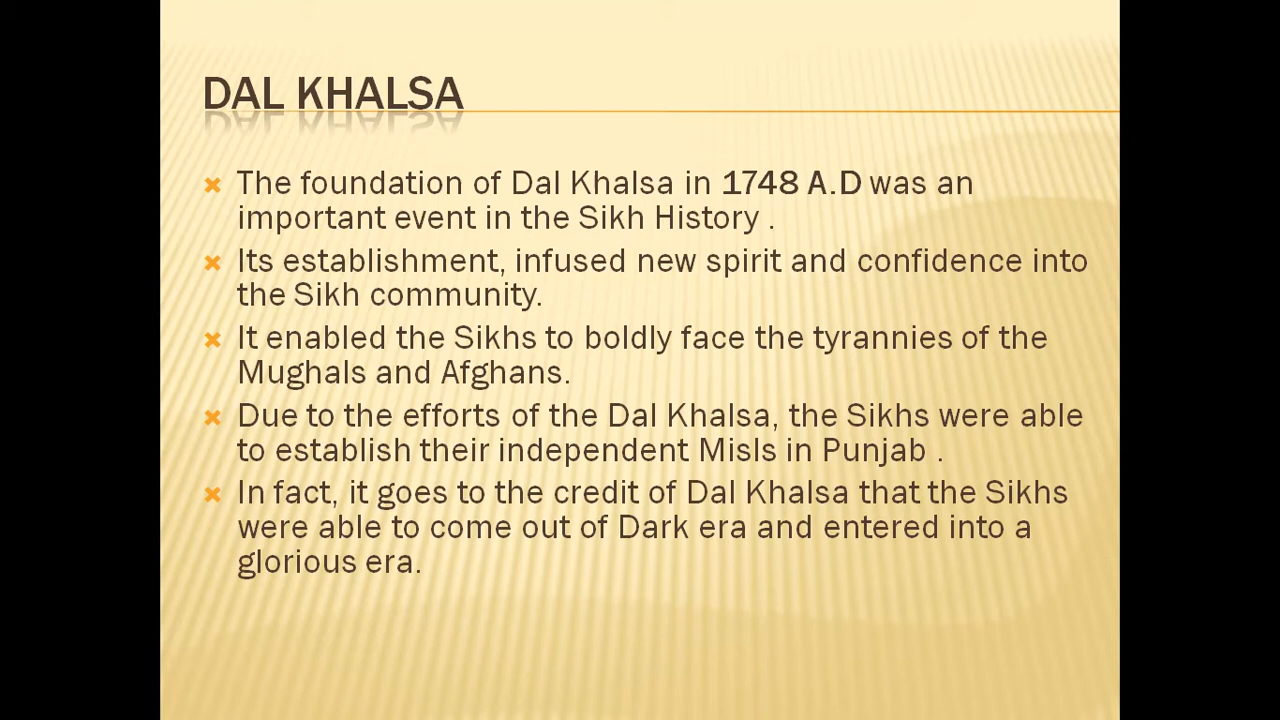 DAL KHALSA
The foundation of Dal Khalsa in 1748 A.D was an
important event in the Sikh History .
Its establishment, infused new spirit and confidence into
the Sikh community.
It enabled the Sikhs to boldly face the tyrannies of the
Mughals and Afghans.
Due to the efforts of the Dal Khalsa, the Sikhs were able
to establish their independent Misls in Punjab .
In fact, it goes to the credit of Dal Khalsa that the Sikhs
were able to come out of Dark era and entered into a
glorious era.